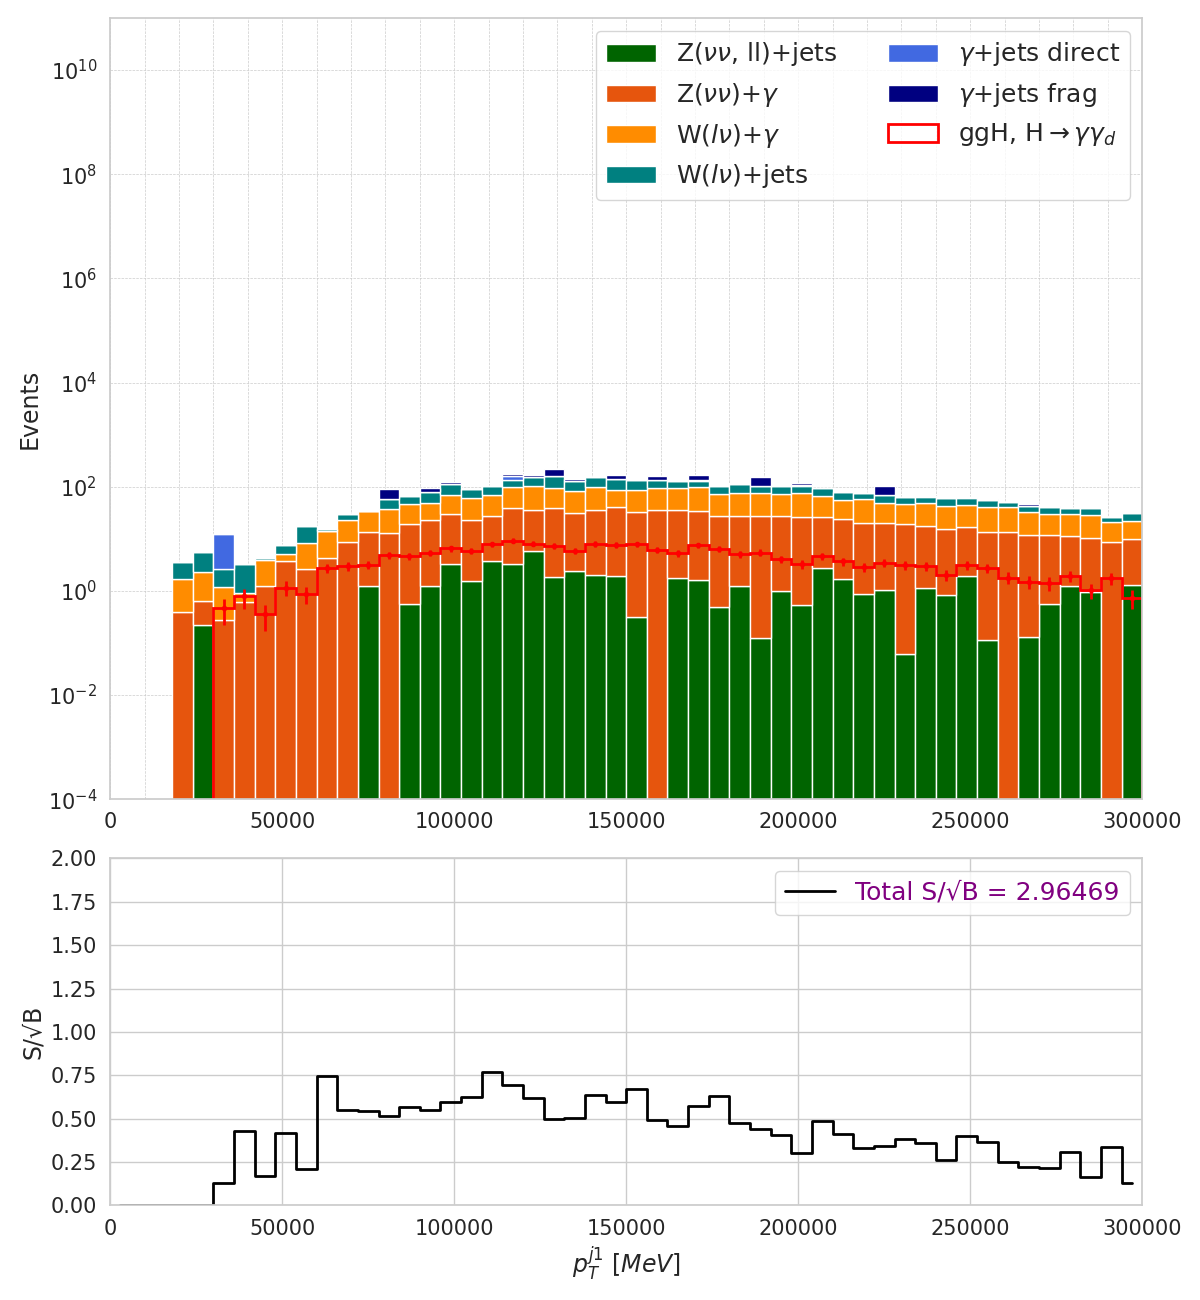 Z(νν, ll)+jets
Z(νν)+γ
W(lν)+γ
W(lν)+jets
γ+jets direct
γ+jets frag
ggH, H→γγ_d
Events
10^10
10^8
10^6
10^4
10^2
10^0
10^−2
10^−4
0 50000 100000 150000 200000 250000 300000
Total S/√B = 2.96469
S/√B
2.00
1.75
1.50
1.25
1.00
0.75
0.50
0.25
0.00
0 50000 100000 150000 200000 250000 300000
p_T^{j1} [MeV]